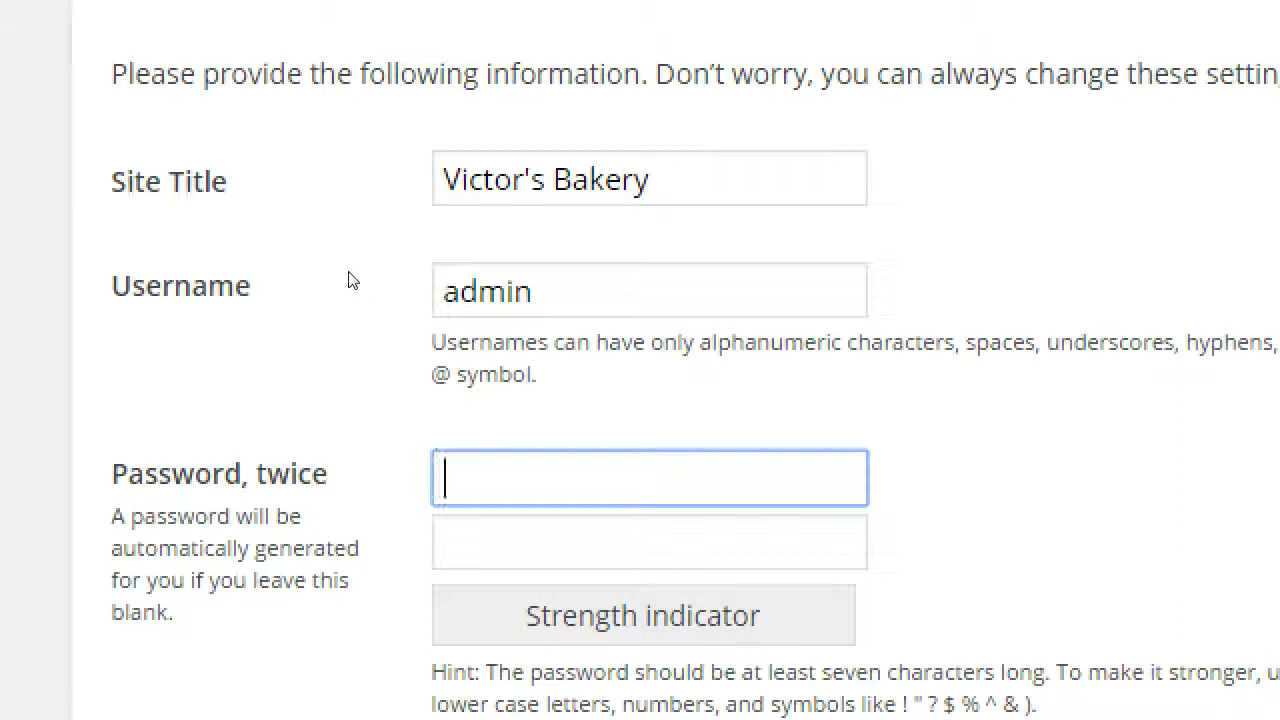 Please provide the following information. Don't worry, you can always change these settin
Site Title
Victor's Bakery
Username
admin
Usernames can have only alphanumeric characters, spaces, underscores, hyphens,
@ symbol.
Password, twice
A password will be
automatically generated
for you if you leave this
blank.
Strength indicator
Hint: The password should be at least seven characters long. To make it stronger, u
lower case letters, numbers, and symbols like ! " ? $ % ^ & ).